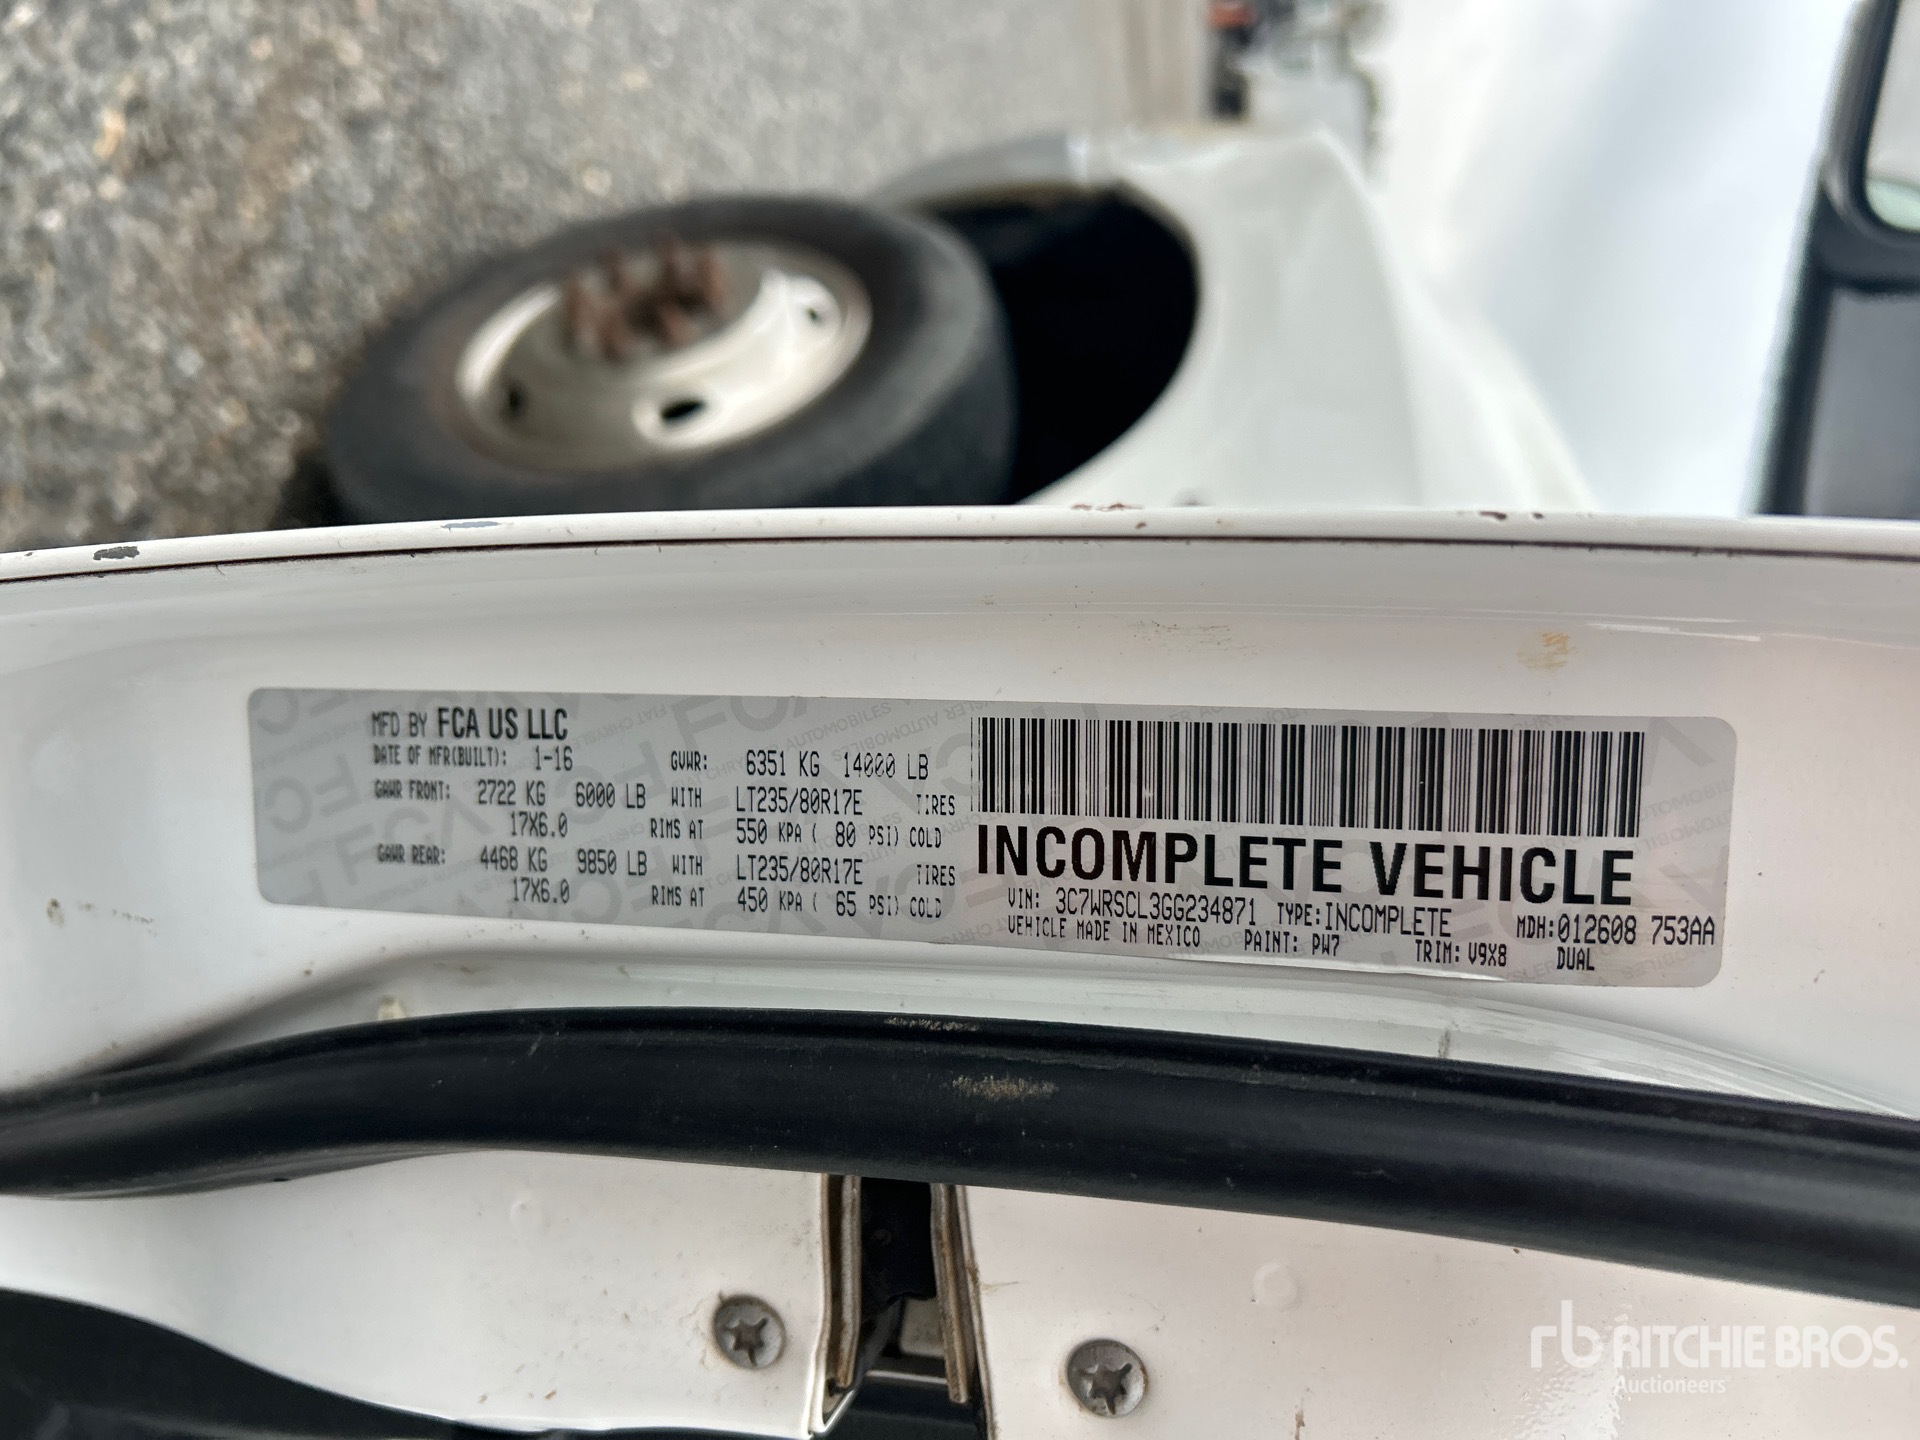 MFD BY FCA US LLC
DATE OF MFR(BUILT): 1-16 GVWR: 6351 KG 14000 LB
GAWR FRONT: 2722 KG 6000 LB WITH LT235/80R17E TIRES
17X6.0 RIMS AT 550 KPA ( 80 PSI) COLD
GAWR REAR: 4468 KG 9850 LB WITH LT235/80R17E TIRES
17X6.0 RIMS AT 450 KPA ( 65 PSI) COLD
INCOMPLETE VEHICLE
VIN: 3C7WRSCL3GG234871 TYPE:INCOMPLETE MDH:012608 753AA
VEHICLE MADE IN MEXICO PAINT: PW7 TRIM: V9X8 DUAL
rb RITCHIE BROS.
Auctioneers